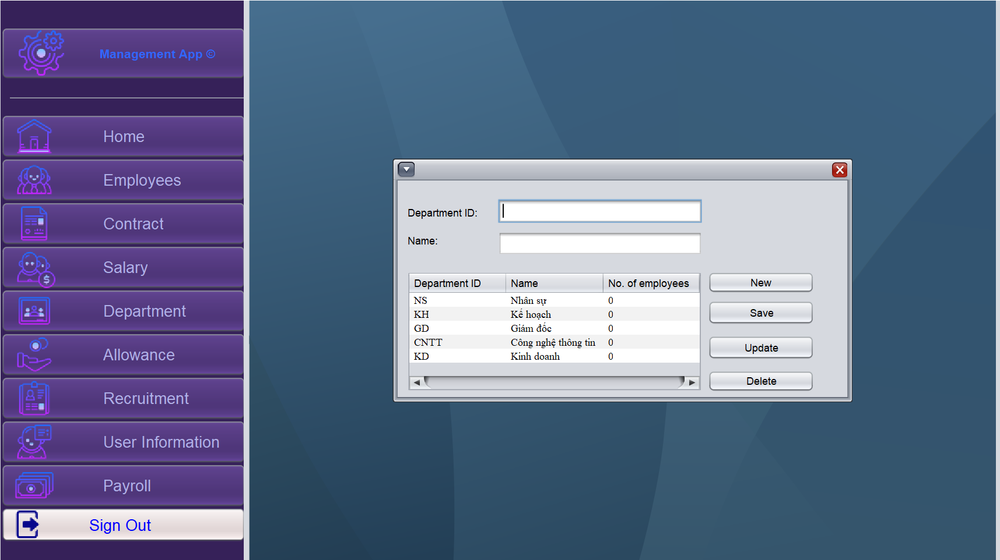 Management App ©
Home
Employees
Contract
$
Salary
Department
Allowance
Recruitment
User Information
Payroll
Sign Out
Department ID:
Name:
Department ID Name No. of employees
NS Nhân sự 0
KH Kế hoạch 0
GD Giám đốc 0
CNTT Công nghệ thông tin 0
KD Kinh doanh 0
New
Save
Update
Delete